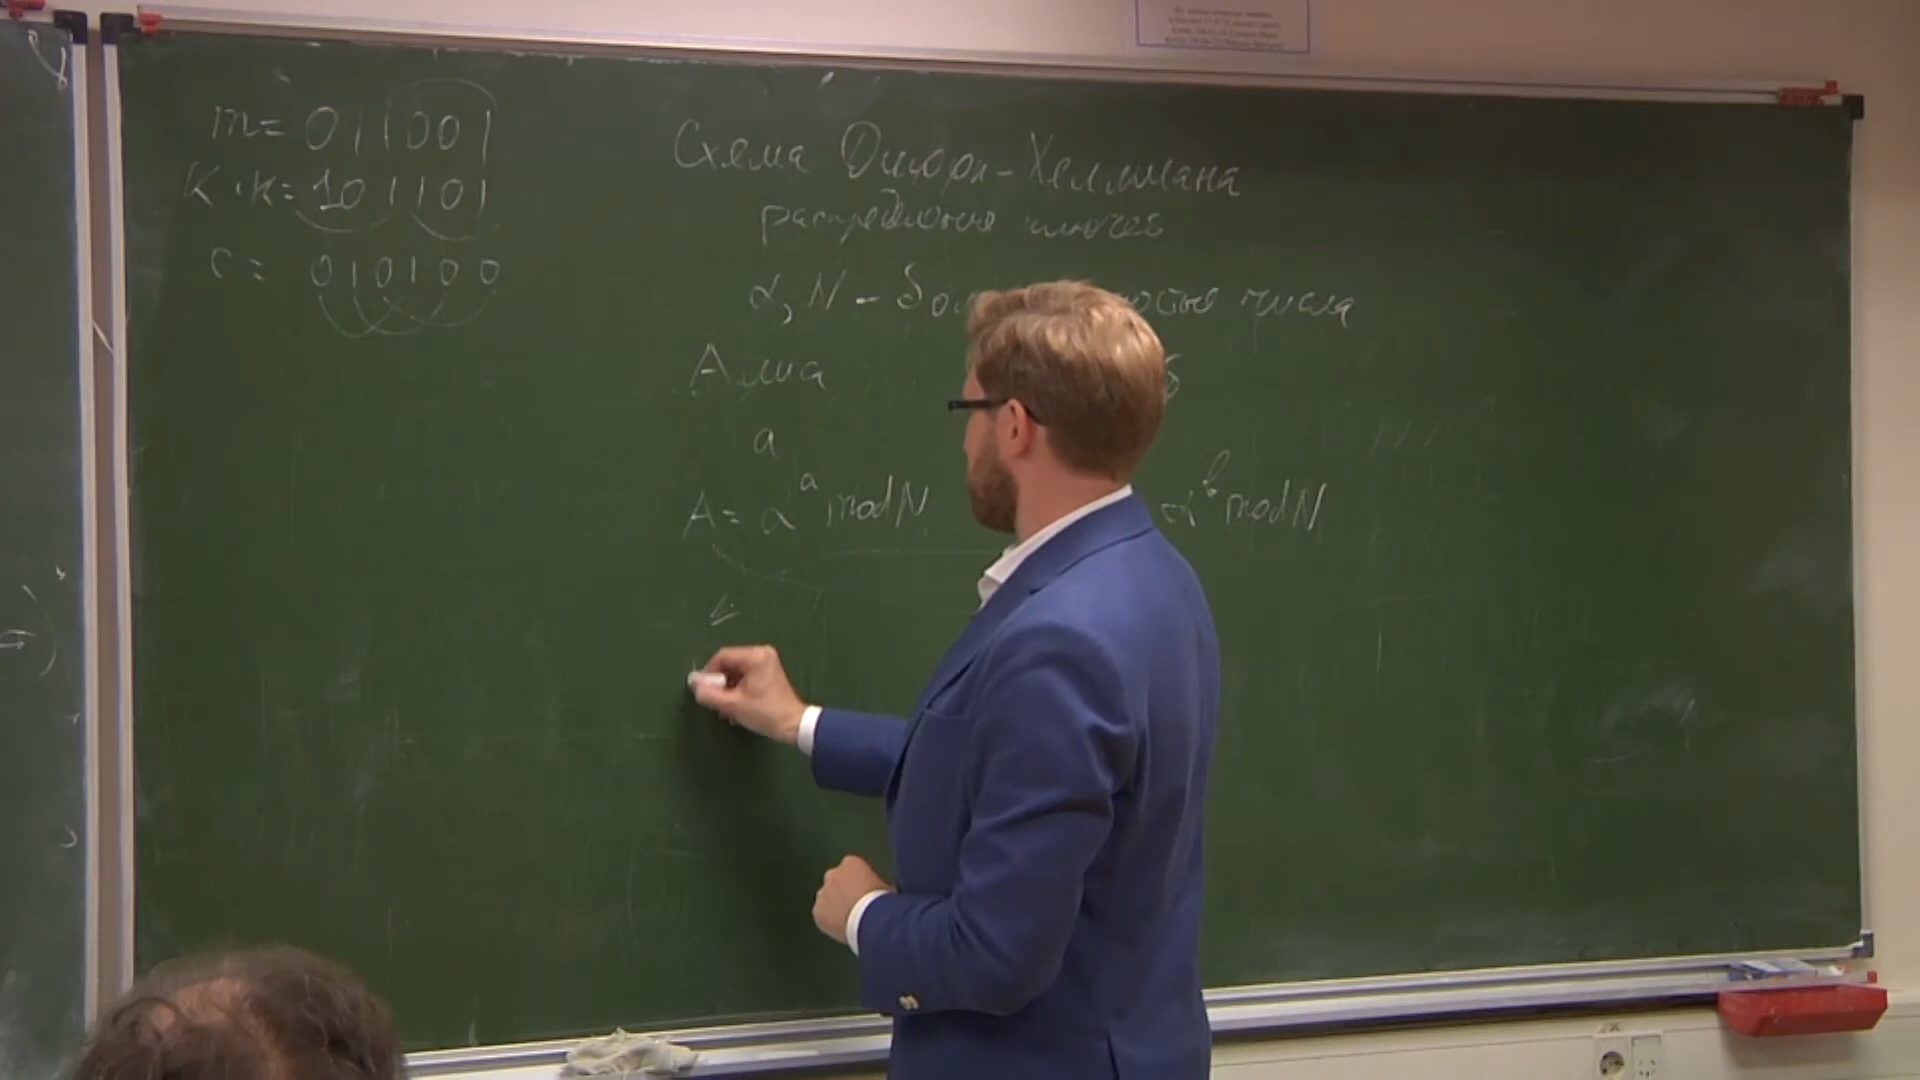 m= 011001
K·k= 101101
c= 010100
Схема Диффи-Хеллмана
распределения ключей
α, N - числа
Алиса
a
A= α^a mod N
α^b mod N